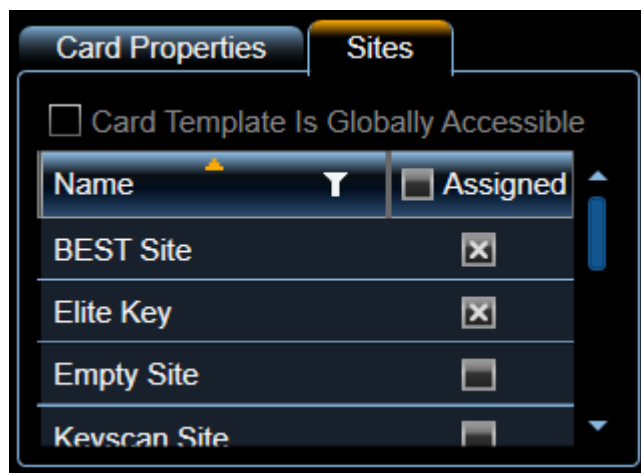 Card Properties Sites
Card Template Is Globally Accessible
Name Assigned
BEST Site
Elite Key
Empty Site
Keyscan Site